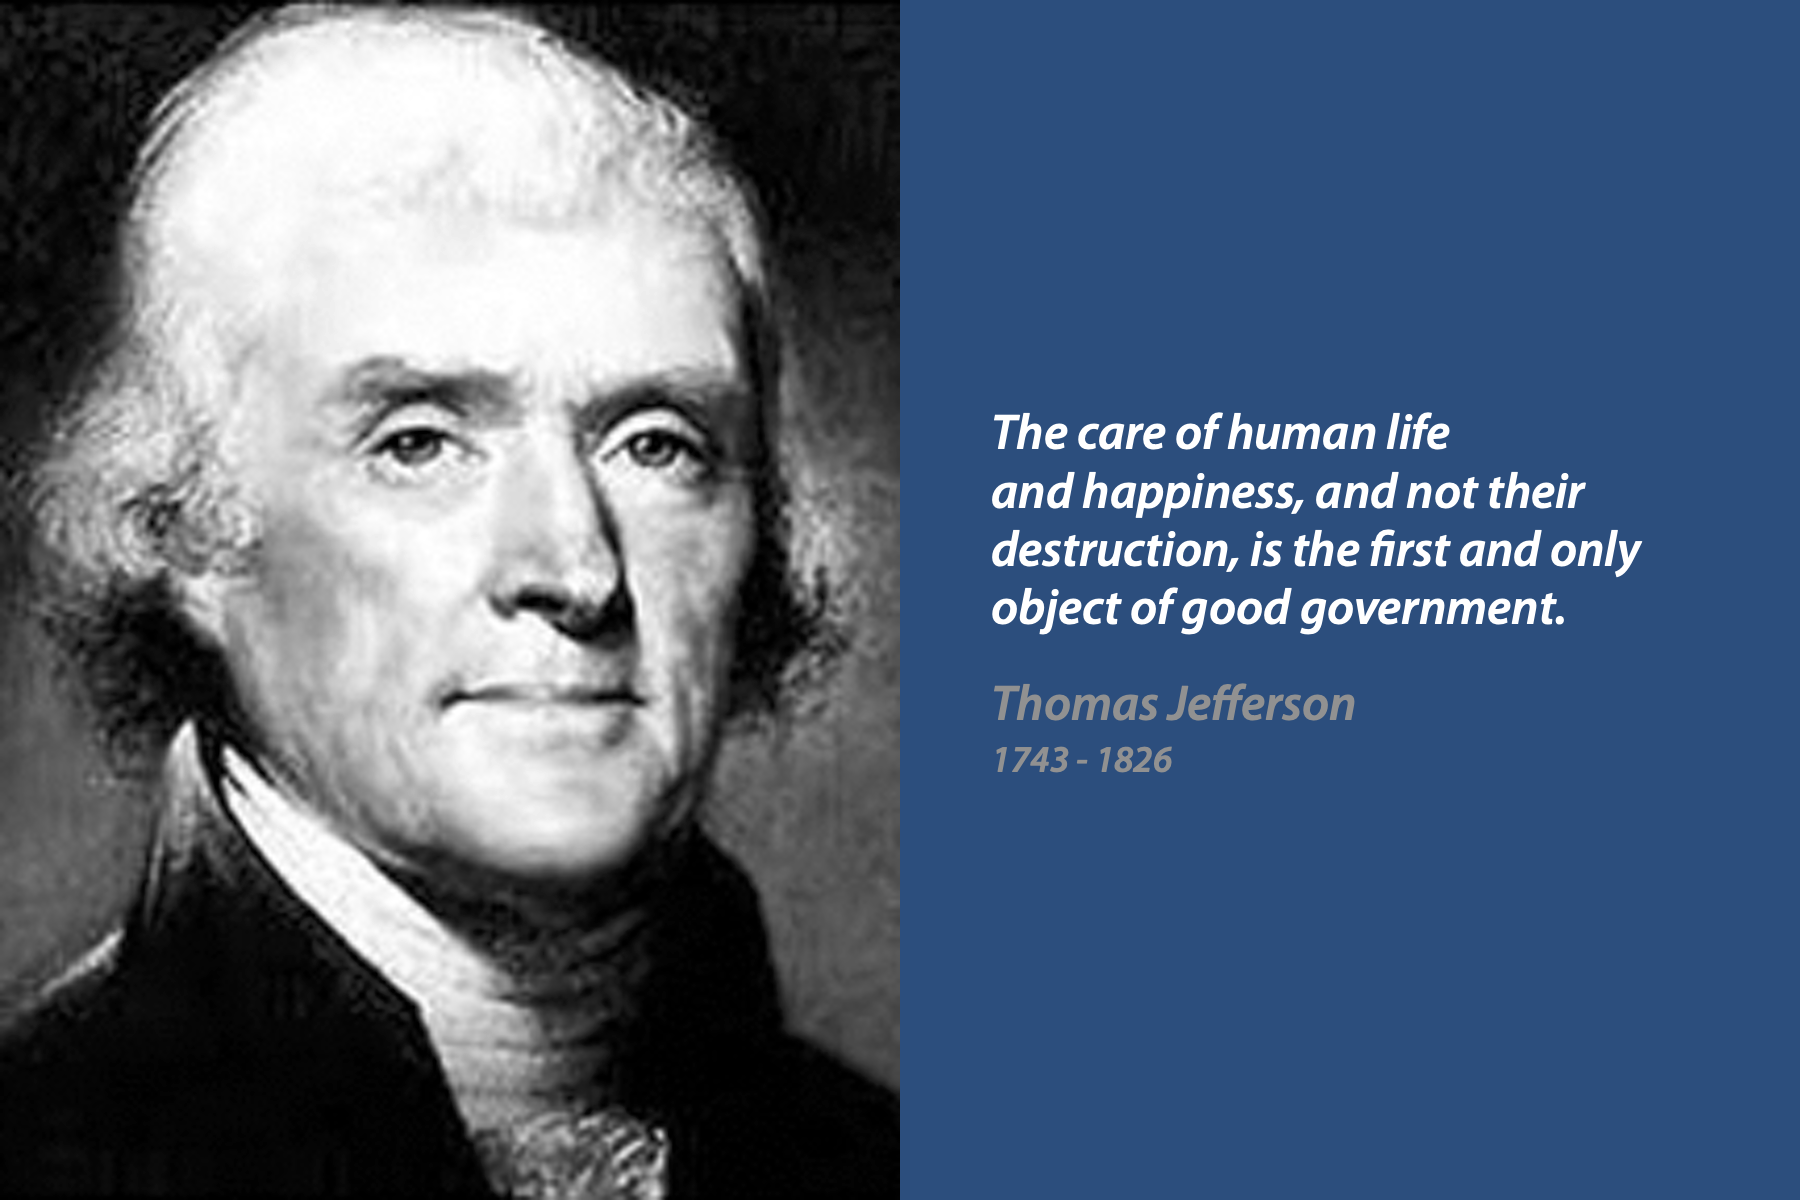 The care of human life
and happiness, and not their
destruction, is the first and only
object of good government.
Thomas Jefferson
1743 - 1826